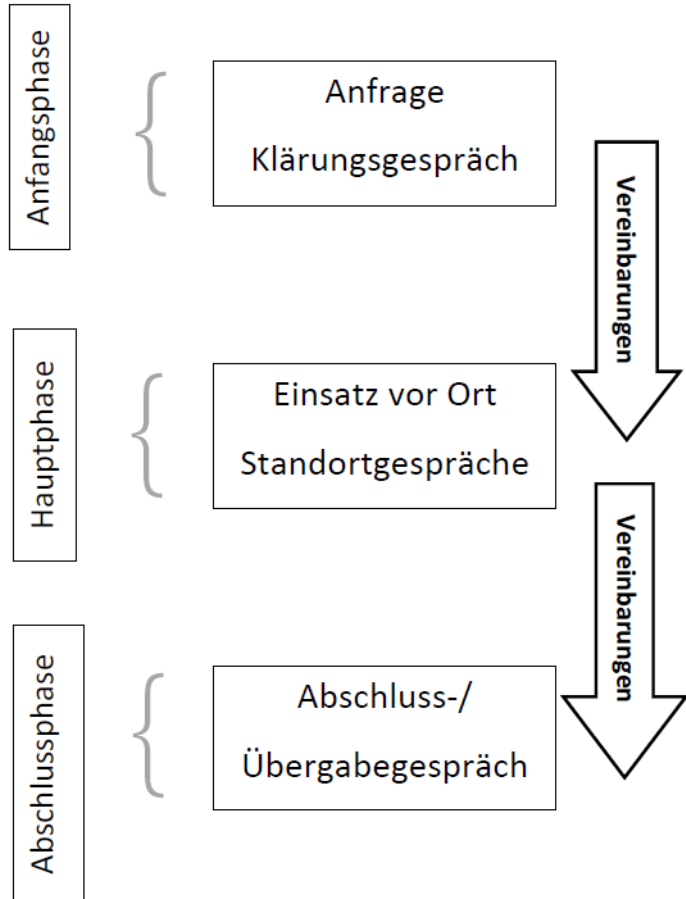 Anfangsphase
Anfrage
Klärungsgespräch
Vereinbarungen
Hauptphase
Einsatz vor Ort
Standortgespräche
Vereinbarungen
Abschlussphase
Abschluss-/
Übergabegespräch